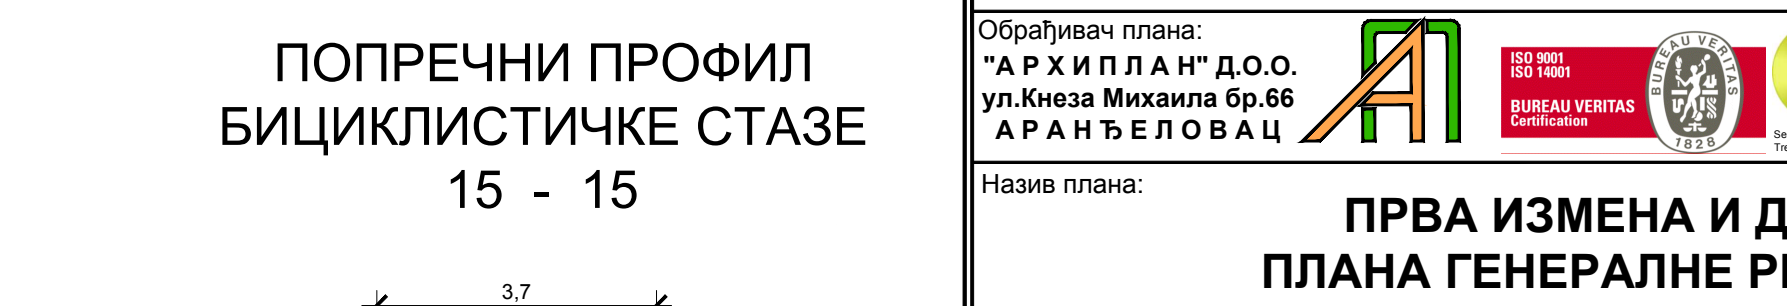 ПОПРЕЧНИ ПРОФИЛ
БИЦИКЛИСТИЧКЕ СТАЗЕ
15 - 15
3,7
Обрађивач плана:
"А Р Х И П Л А Н" Д.О.О.
ул.Кнеза Михаила бр.66
А Р А Н Ђ Е Л О В А Ц
ISO 9001
ISO 14001
BUREAU VERITAS
Certification
BUREAU VERITAS
1828
Назив плана:
ПРВА ИЗМЕНА И
ПЛАНА ГЕНЕРАЛНЕ